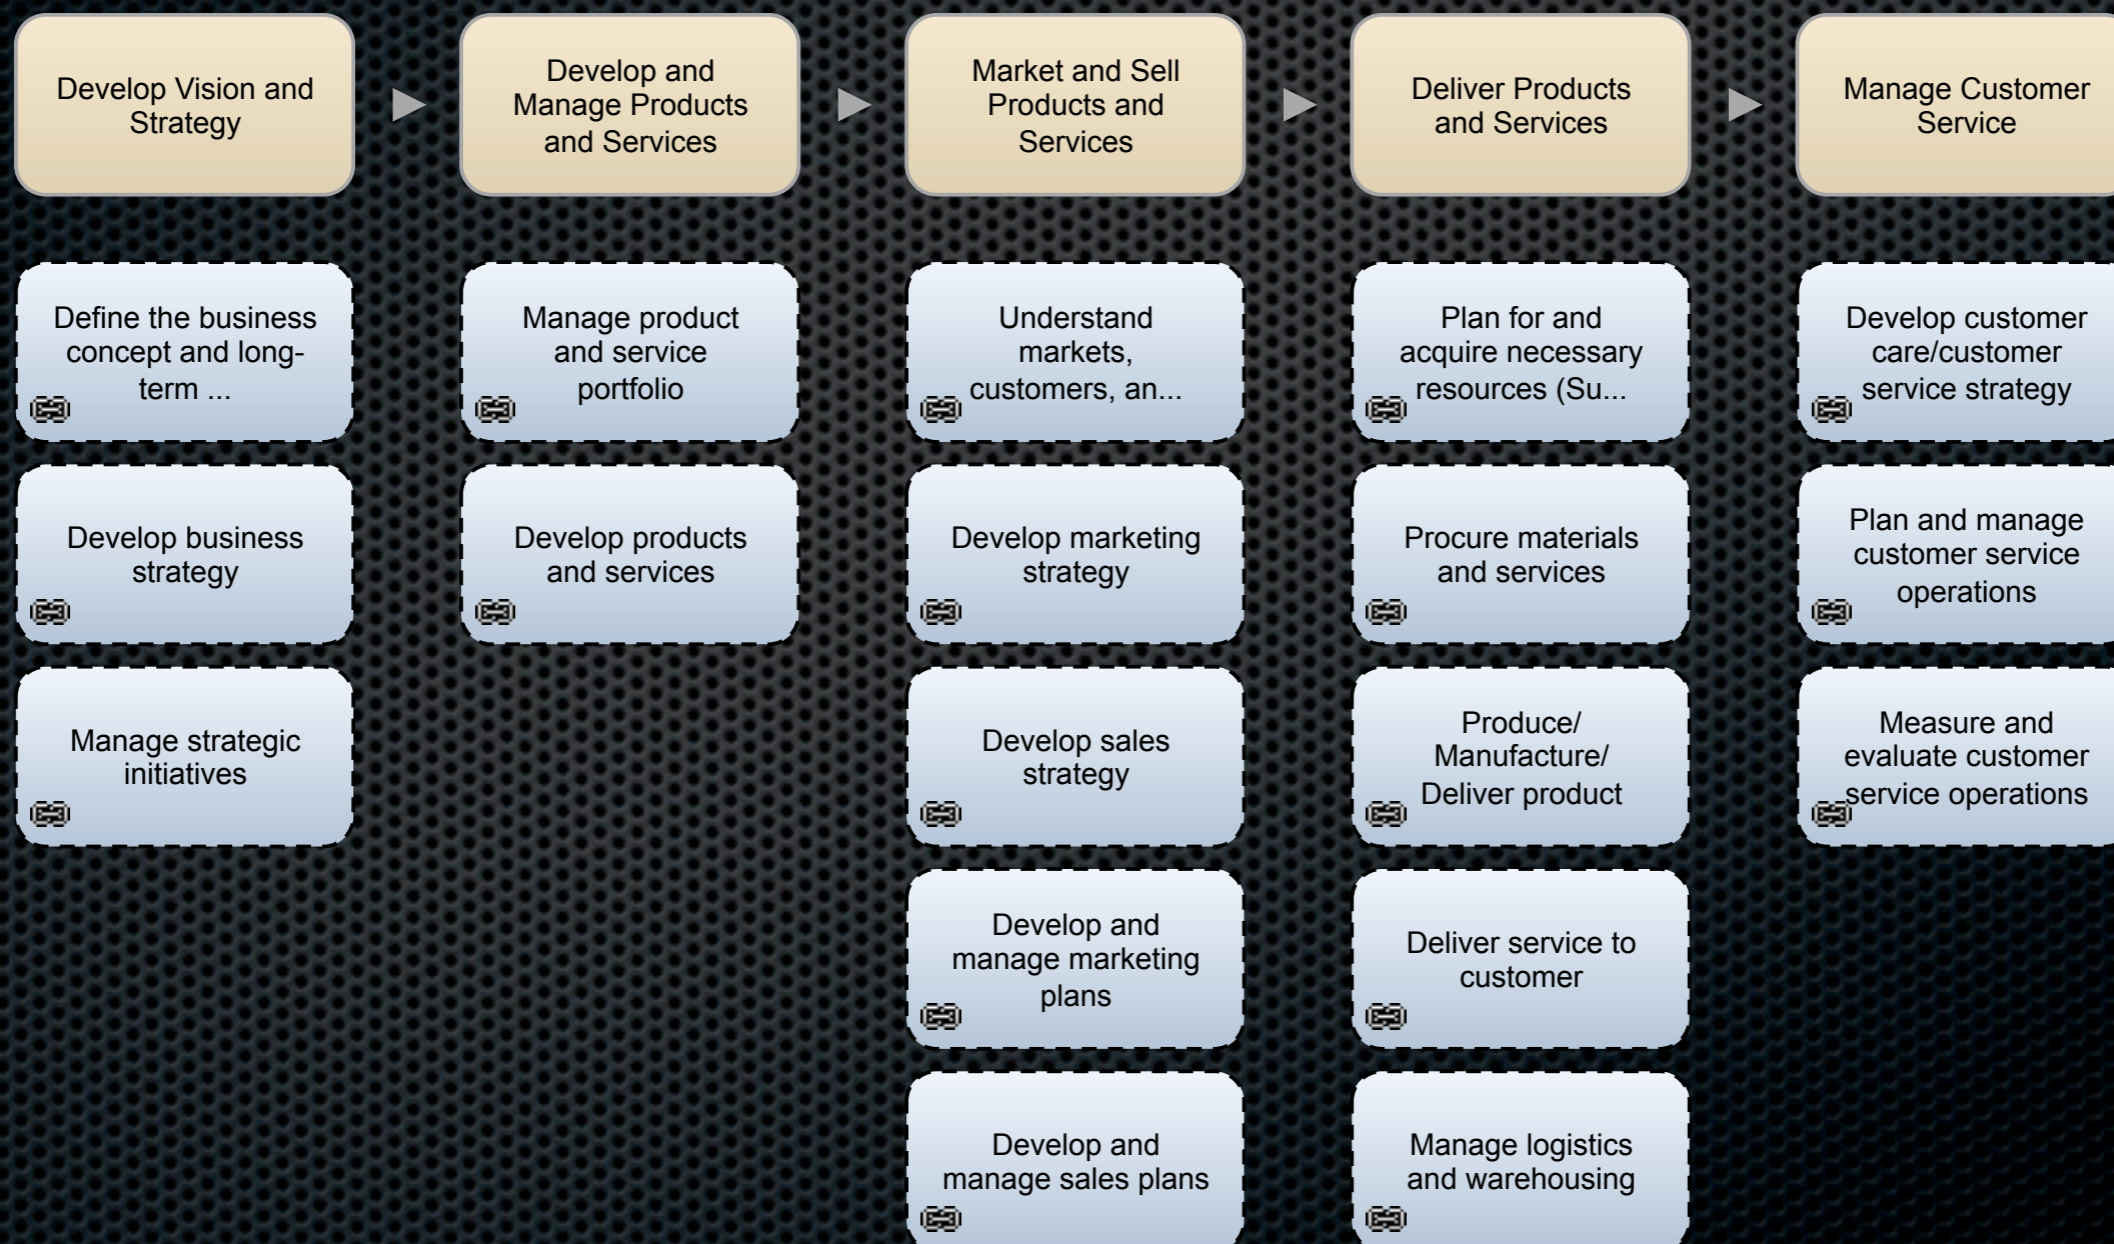 Develop Vision and
Strategy
Develop and
Manage Products
and Services
Market and Sell
Products and
Services
Deliver Products
and Services
Manage Customer
Service
Define the business
concept and long-
term ...
Manage product
and service
portfolio
Understand
markets,
customers, an...
Plan for and
acquire necessary
resources (Su...
Develop customer
care/customer
service strategy
Develop business
strategy
Develop products
and services
Develop marketing
strategy
Procure materials
and services
Plan and manage
customer service
operations
Manage strategic
initiatives
Develop sales
strategy
Produce/
Manufacture/
Deliver product
Measure and
evaluate customer
service operations
Develop and
manage marketing
plans
Deliver service to
customer
Develop and
manage sales plans
Manage logistics
and warehousing